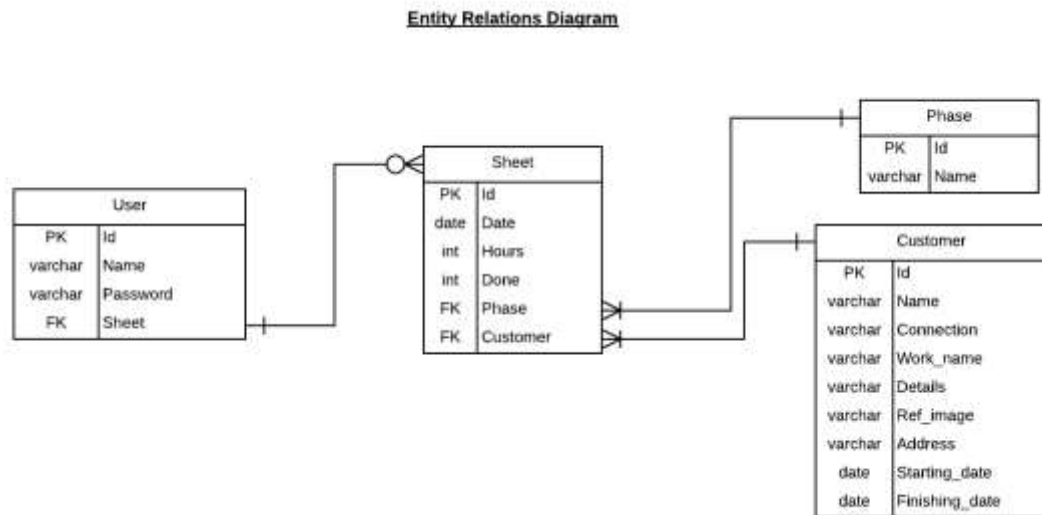 Entity Relations Diagram
User
PK Id
varchar Name
varchar Password
FK Sheet
Sheet
PK Id
date Date
int Hours
int Done
FK Phase
FK Customer
Phase
PK Id
varchar Name
Customer
PK Id
varchar Name
varchar Connection
varchar Work_name
varchar Details
varchar Ref_image
varchar Address
date Starting_date
date Finishing_date